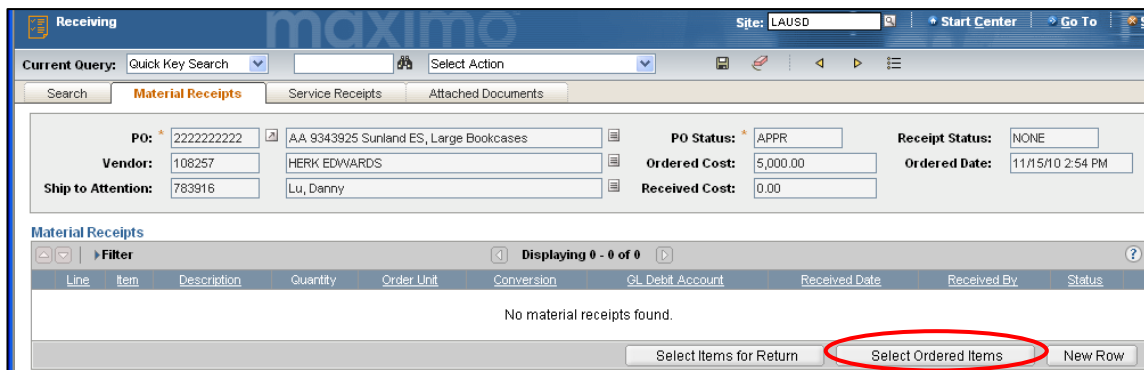 Receiving maximo Site: LAUSD Start Center Go To
Current Query: Quick Key Search Select Action
Search Material Receipts Service Receipts Attached Documents
PO: * 2222222222 AA 9343925 Sunland ES, Large Bookcases PO Status: * APPR Receipt Status: NONE
Vendor: 108257 HERK EDWARDS Ordered Cost: 5,000.00 Ordered Date: 11/15/10 2:54 PM
Ship to Attention: 783916 Lu, Danny Received Cost: 0.00
Material Receipts
Filter Displaying 0 - 0 of 0 ?
Line Item Description Quantity Order Unit Conversion GL Debit Account Received Date Received By Status
No material receipts found.
Select Items for Return Select Ordered Items New Row